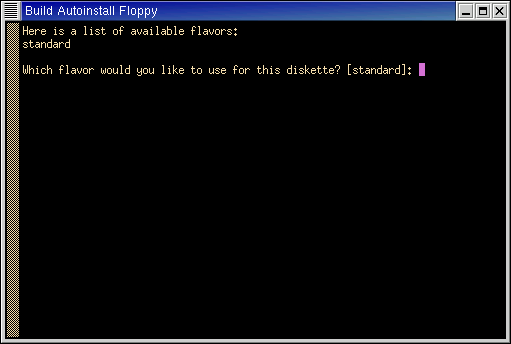 Build Autoinstall Floppy
Here is a list of available flavors:
standard
Which flavor would you like to use for this diskette? [standard]: